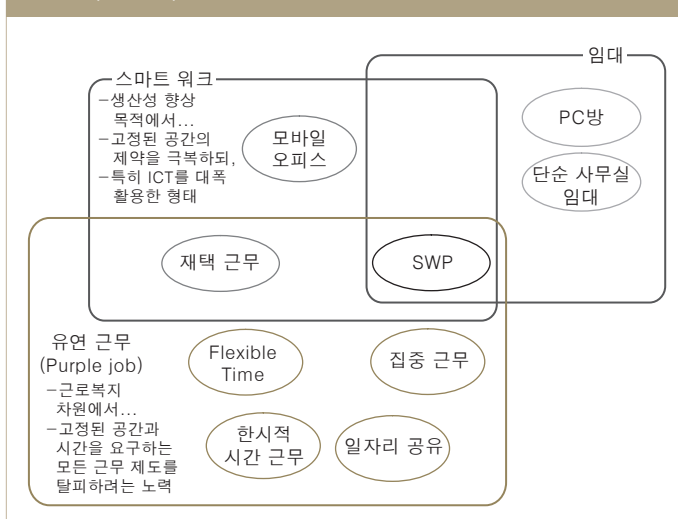 임대
스마트 워크
-생산성 향상
목적에서...
-고정된 공간의
제약을 극복하되,
-특히 ICT를 대폭
활용한 형태
모바일
오피스
PC방
단순 사무실
임대
재택 근무
SWP
유연 근무
(Purple job)
-근로복지
차원에서...
-고정된 공간과
시간을 요구하는
모든 근무 제도를
탈피하려는 노력
Flexible
Time
집중 근무
한시적
시간 근무
일자리 공유